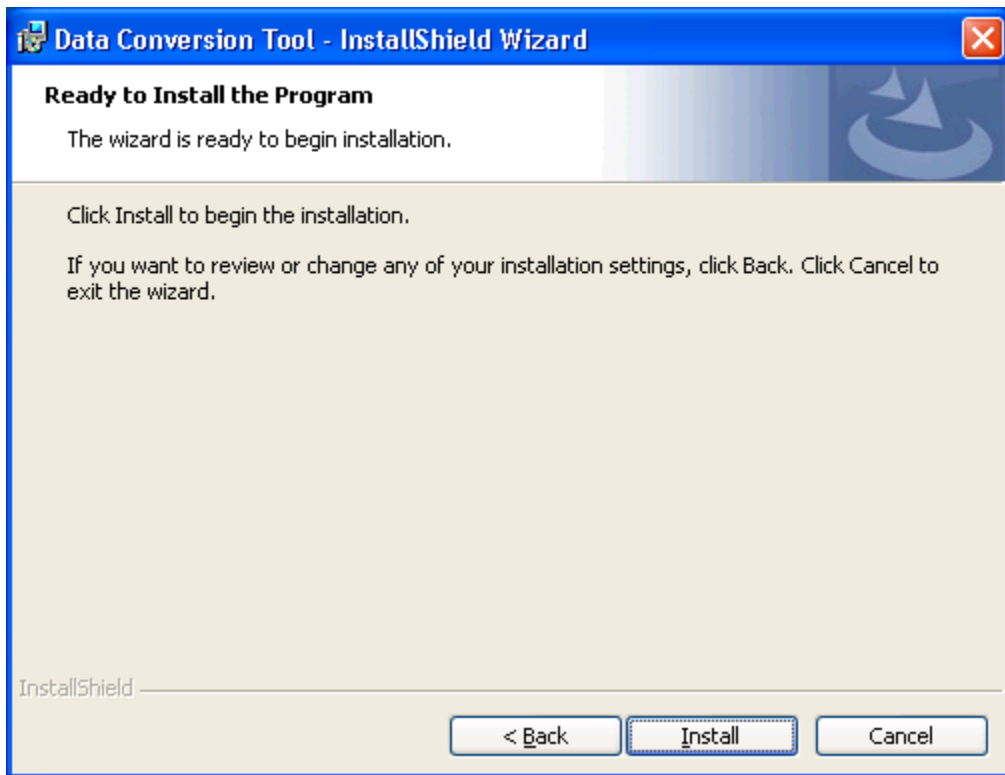 Data Conversion Tool - InstallShield Wizard
Ready to Install the Program
The wizard is ready to begin installation.
Click Install to begin the installation.
If you want to review or change any of your installation settings, click Back. Click Cancel to
exit the wizard.
InstallShield
< Back Install Cancel